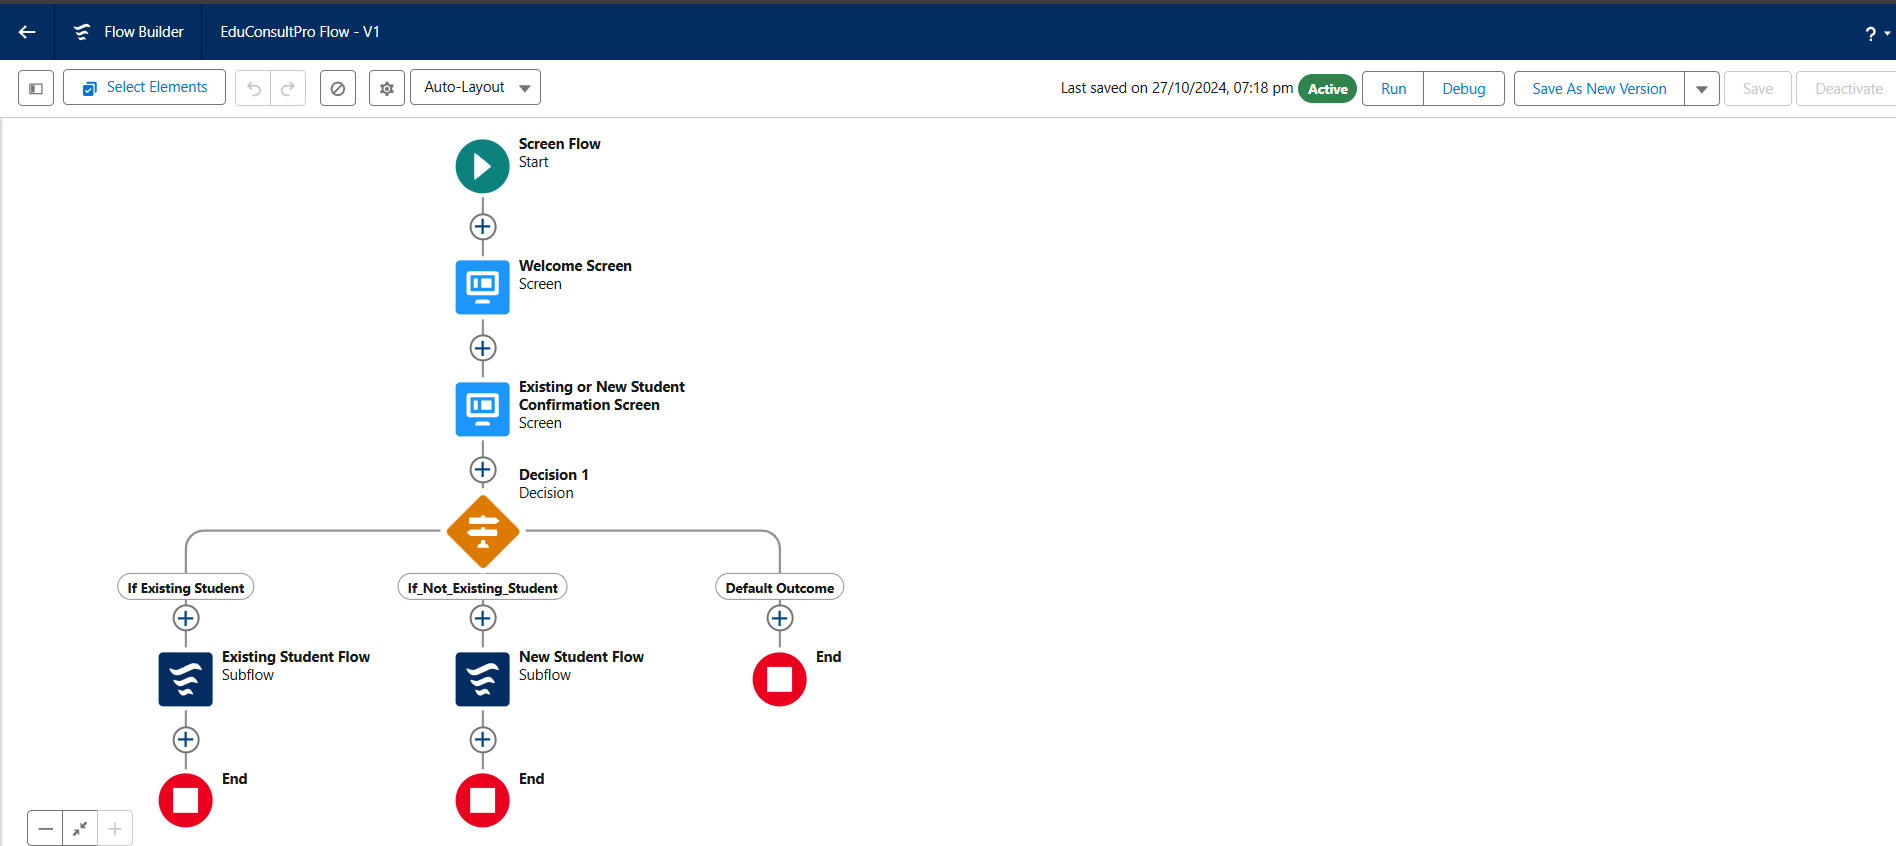 Flow Builder
EduConsultPro Flow - V1
?
Select Elements
Auto-Layout
Last saved on 27/10/2024, 07:18 pm
Active
Run
Debug
Save As New Version
Save
Deactivate
Screen Flow
Start
Welcome Screen
Screen
Existing or New Student
Confirmation Screen
Screen
Decision 1
Decision
If Existing Student
If_Not_Existing_Student
Default Outcome
Existing Student Flow
Subflow
New Student Flow
Subflow
End
End
End